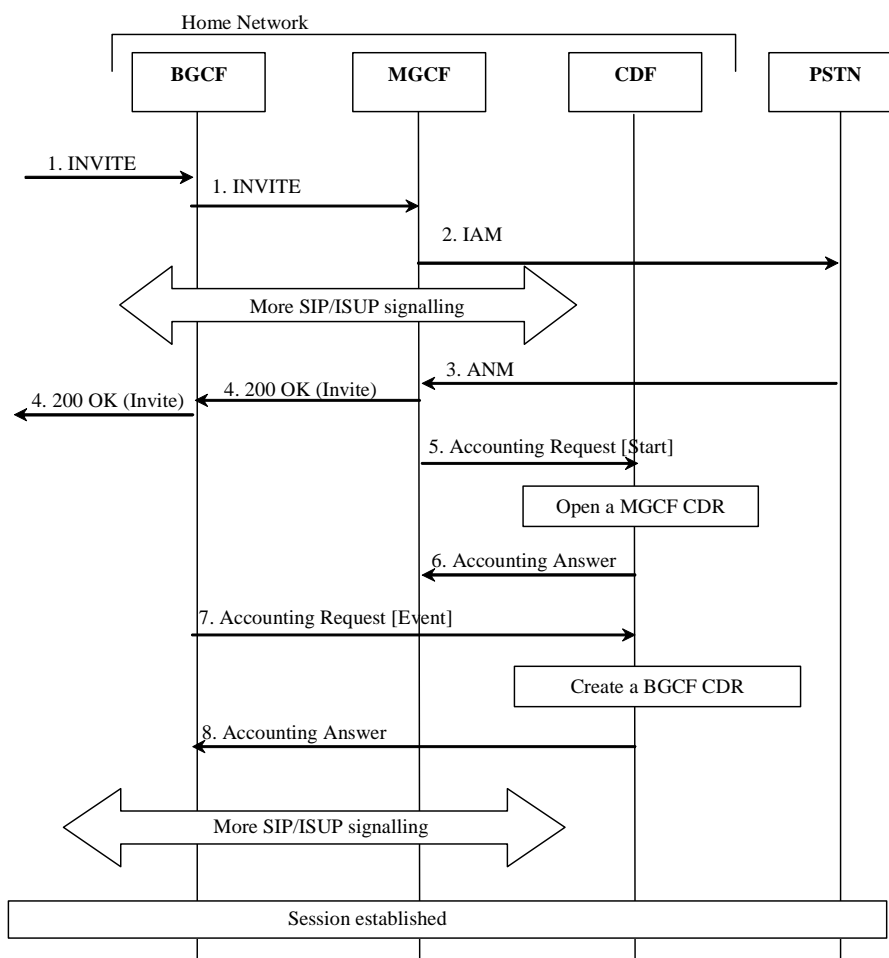 Home Network
BGCF
MGCF
CDF
PSTN
1. INVITE
1. INVITE
2. IAM
More SIP/ISUP signalling
3. ANM
4. 200 OK (Invite)
4. 200 OK (Invite)
5. Accounting Request [Start]
Open a MGCF CDR
6. Accounting Answer
7. Accounting Request [Event]
Create a BGCF CDR
8. Accounting Answer
More SIP/ISUP signalling
Session established